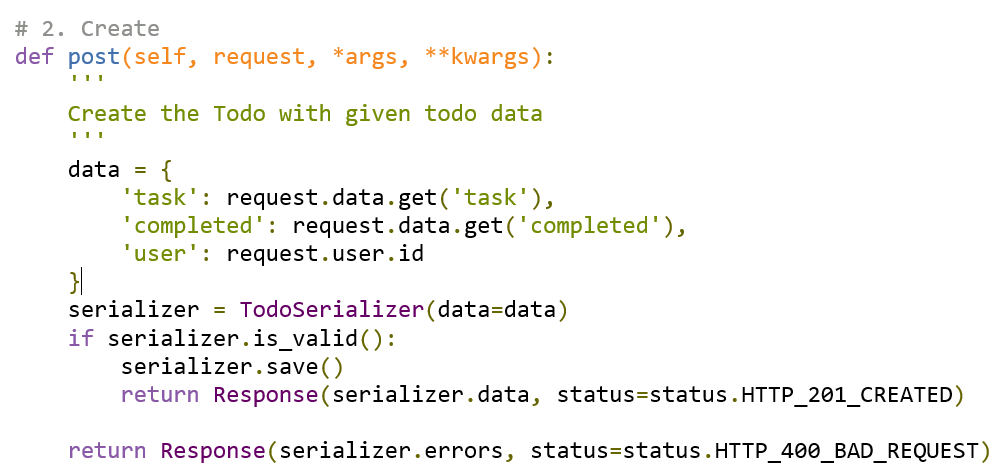 # 2. Create
def post(self, request, *args, **kwargs):
    '''
    Create the Todo with given todo data
    '''
    data = {
        'task': request.data.get('task'),
        'completed': request.data.get('completed'),
        'user': request.user.id
    }
    serializer = TodoSerializer(data=data)
    if serializer.is_valid():
        serializer.save()
        return Response(serializer.data, status=status.HTTP_201_CREATED)

    return Response(serializer.errors, status=status.HTTP_400_BAD_REQUEST)